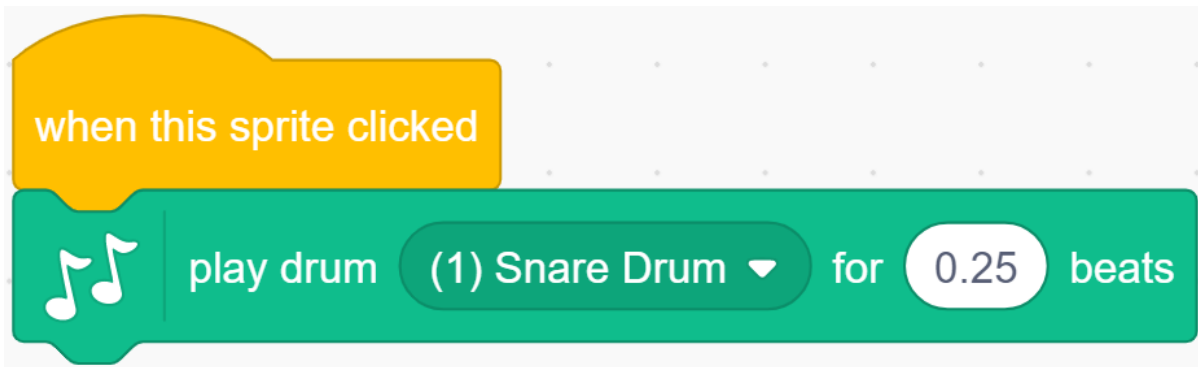 when this sprite clicked
play drum (1) Snare Drum for 0.25 beats